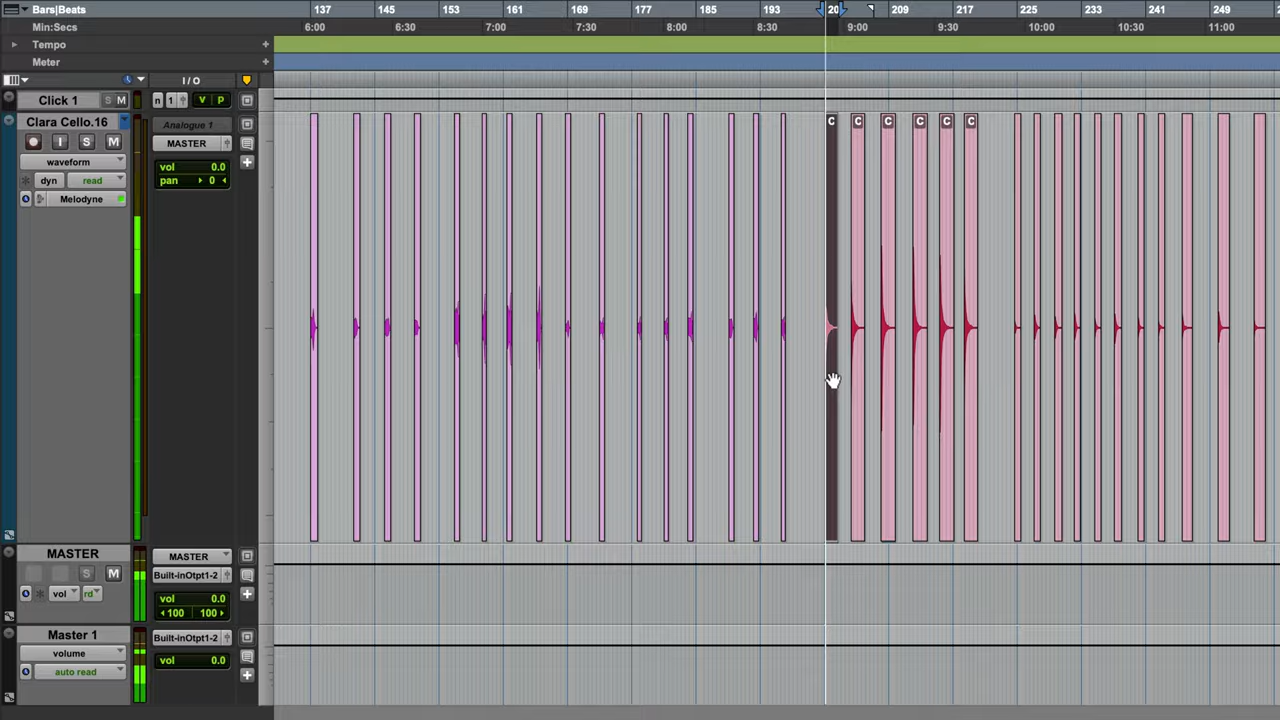 Bars|Beats 137 145 153 161 169 177 185 193 20 209 217 225 233 241 249
Min:Secs 6:00 6:30 7:00 7:30 8:00 8:30 9:00 9:30 10:00 10:30 11:00
Tempo +
Meter +
I / O
Click 1 S M n 1 V P
Clara Cello.16 Analogue 1 C C C C C C
I S M MASTER
waveform vol 0.0
dyn read pan 0
Melodyne
MASTER MASTER
S M Built-inOtpt1-2
vol rd vol 0.0
100 100
Master 1 Built-inOtpt1-2
volume vol 0.0
auto read